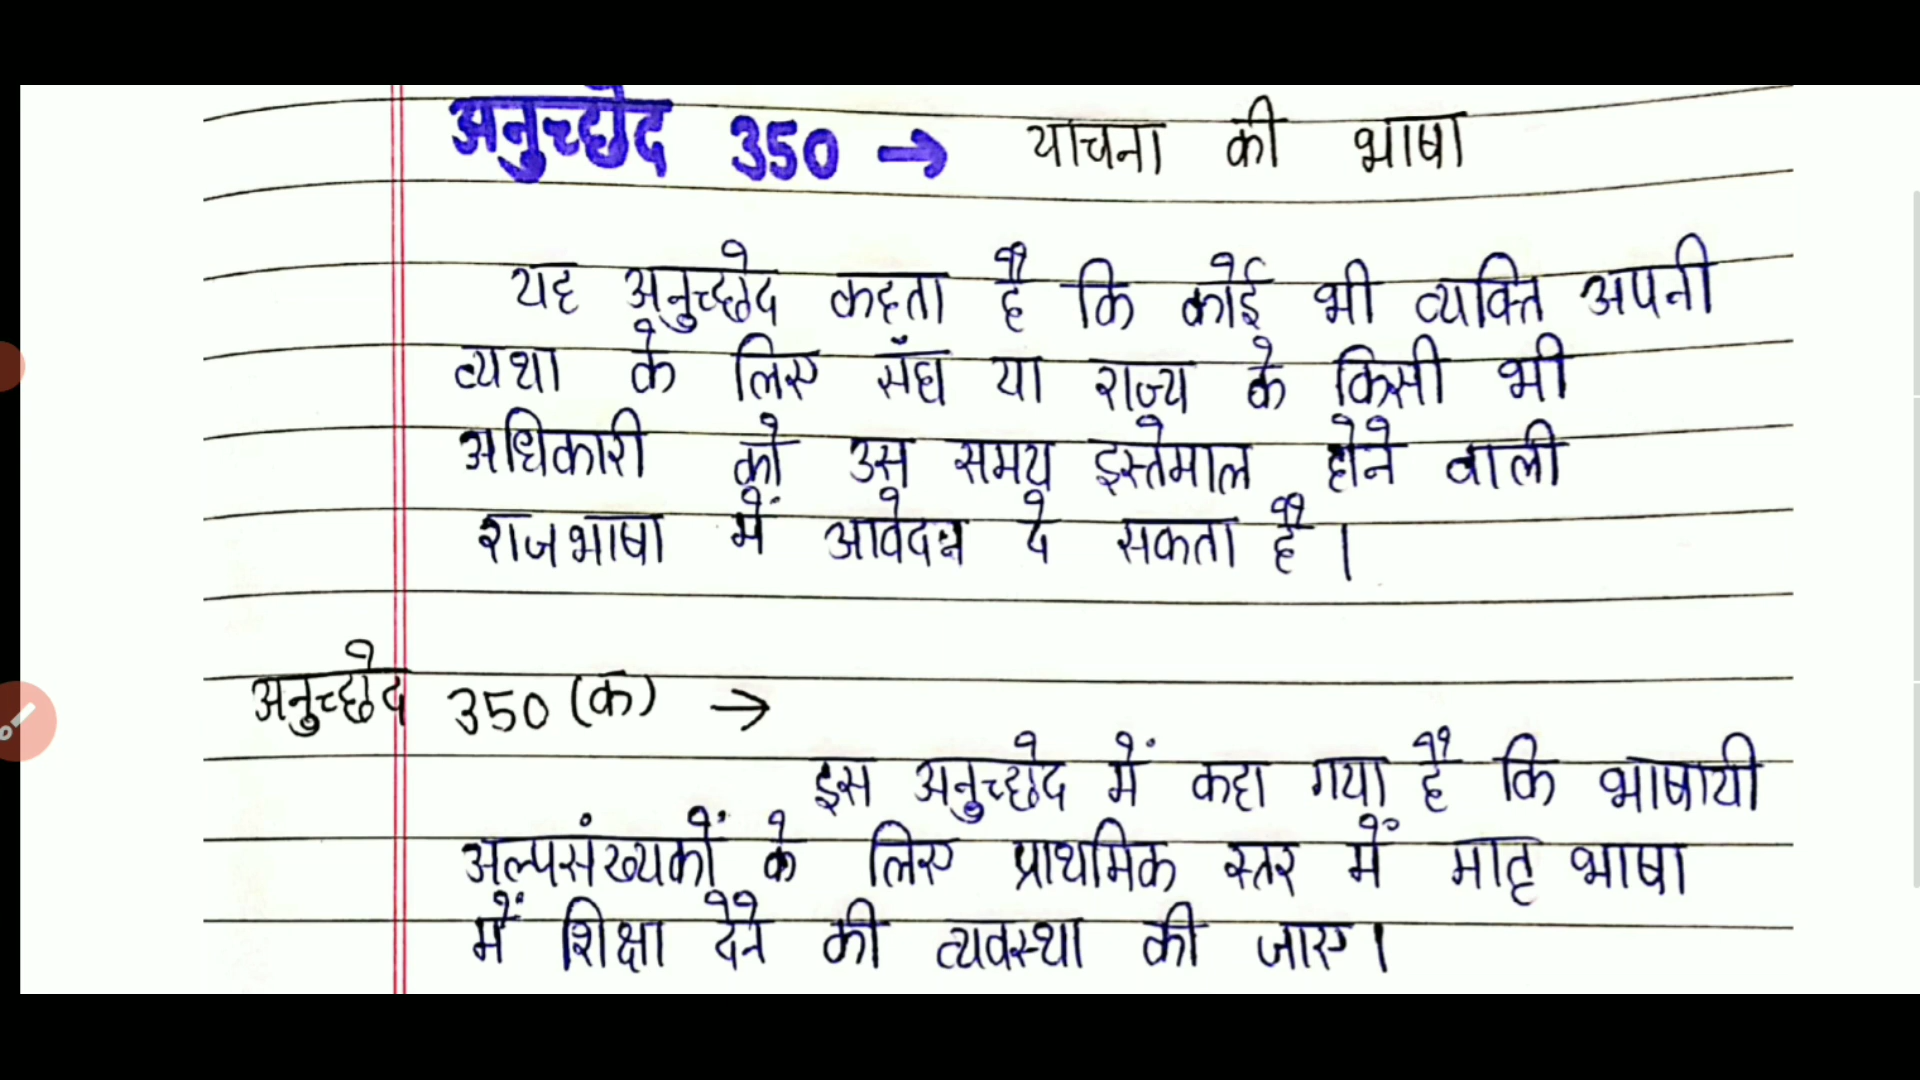 अनुच्छेद 350 → याचना की भाषा
यह अनुच्छेद कहता है कि कोई भी व्यक्ति अपनी
व्यथा के लिए सँघ या राज्य के किसी भी
अधिकारी को उस समय इस्तेमाल होने वाली
राजभाषा में आवेदन दे सकता है।
अनुच्छेद 350 (क) →
इस अनुच्छेद में कहा गया है कि भाषायी
अल्पसंख्यकों के लिए प्राथमिक स्तर में मातृ भाषा
में शिक्षा देने की व्यवस्था की जाए।